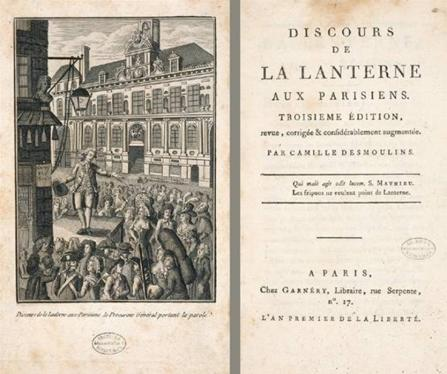 Discours de la Lanterne aux Parisiens le Procureur Général portant la parole
DISCOURS
DE
LA LANTERNE
AUX PARISIENS.
TROISIEME ÉDITION,
revue, corrigée & considérablement augmentée.
PAR CAMILLE DESMOULINS.
Qui malè agit odit lucem. S. MATHIEU.
Les fripons ne veulent point de Lanterne.
A PARIS,
Chez GARNÉRY, Libraire, rue Serpente,
n°. 17.
L'AN PREMIER DE LA LIBERTÉ.